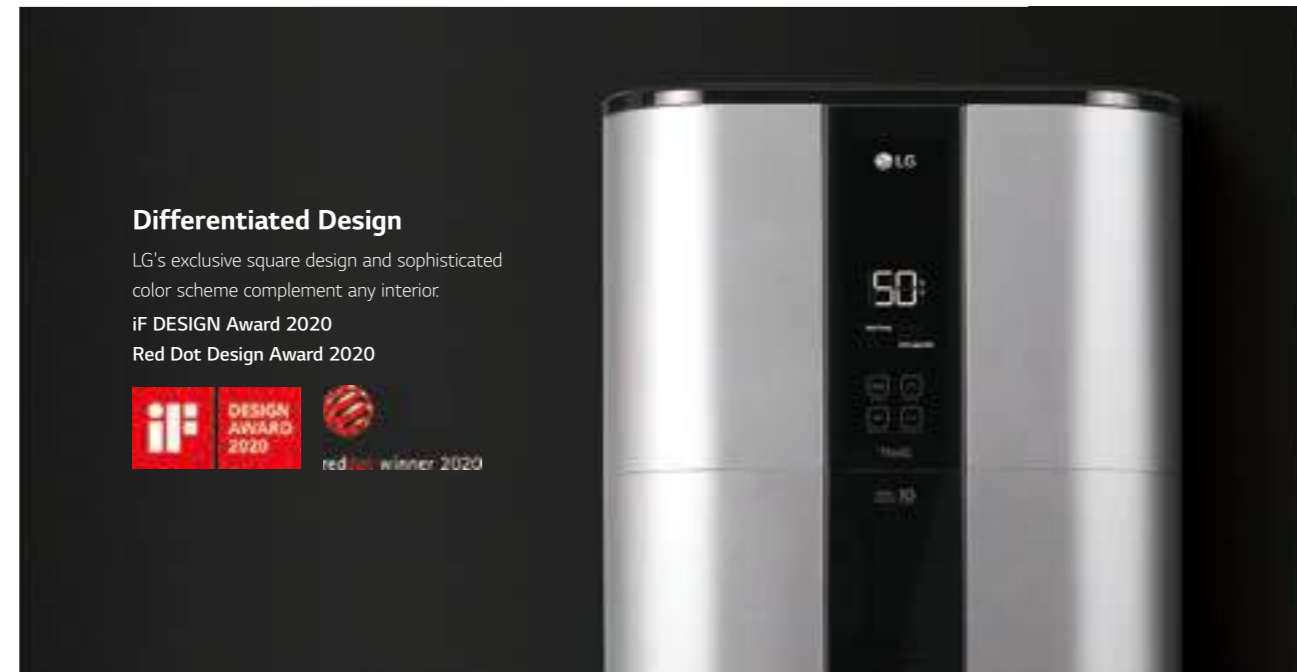 Differentiated Design
LG's exclusive square design and sophisticated
color scheme complement any interior.
iF DESIGN Award 2020
Red Dot Design Award 2020
iF
DESIGN
AWARD
2020
reddot winner 2020
LG
50
ThinQ
10